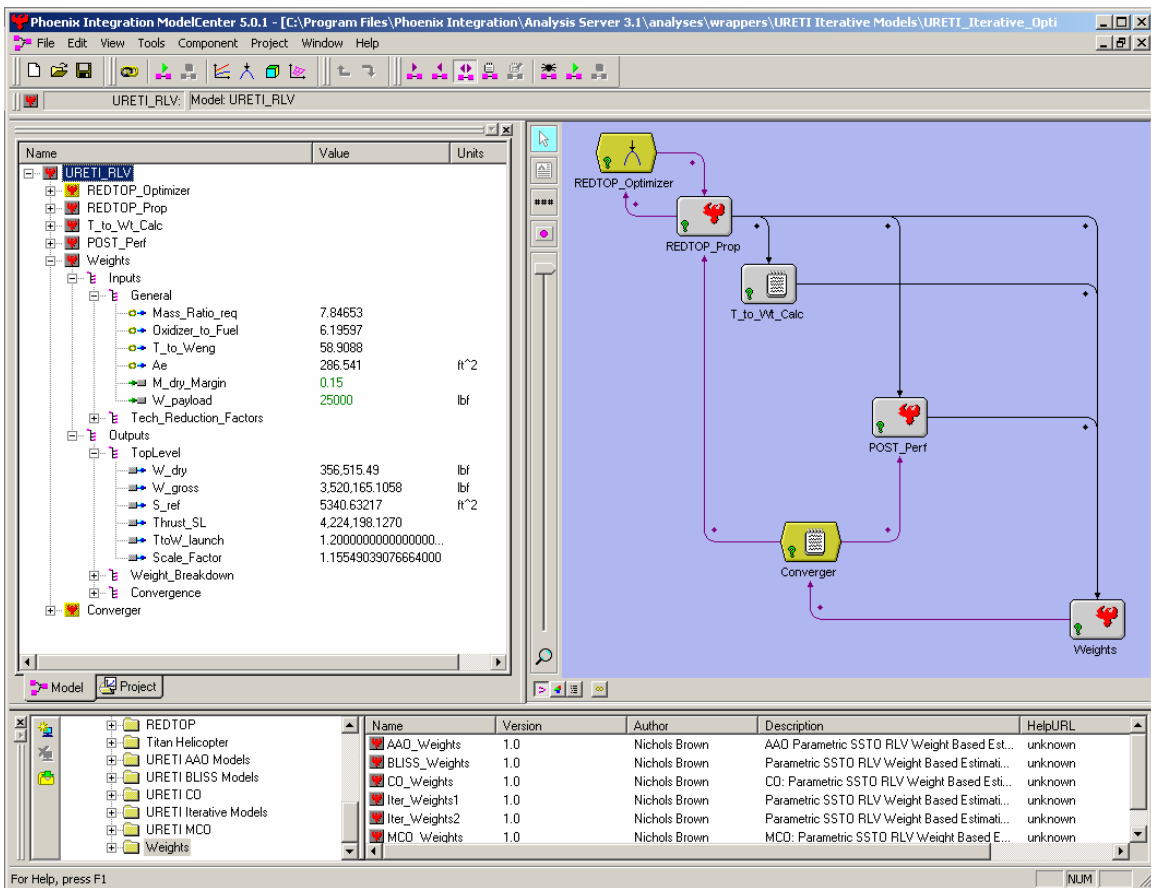 Phoenix Integration ModelCenter 5.0.1 - [C:\Program Files\Phoenix Integration\Analysis Server 3.1\analyses\wrappers\URETI Iterative Models\URETI_Iterative_Opti
File Edit View Tools Component Project Window Help
URETI_RLV: Model: URETI_RLV
Name Value Units
URETI_RLV
REDTOP_Optimizer
REDTOP_Prop
T_to_Wt_Calc
POST_Perf
Weights
Inputs
General
Mass_Ratio_req 7.84653
Oxidizer_to_Fuel 6.19597
T_to_Weng 58.9088
Ae 286.541 ft^2
M_dry_Margin 0.15
W_payload 25000 lbf
Tech_Reduction_Factors
Outputs
TopLevel
W_dry 356,515.49 lbf
W_gross 3,520,165.1058 lbf
S_ref 5340.63217 ft^2
Thrust_SL 4,224,198.1270
TtoW_launch 1.2000000000000000...
Scale_Factor 1.15549039076664000
Weight_Breakdown
Convergence
Converger
Model Project
REDTOP_Optimizer
REDTOP_Prop
T_to_Wt_Calc
POST_Perf
Converger
Weights
REDTOP
Titan Helicopter
URETI AAO Models
URETI BLISS Models
URETI CO
URETI Iterative Models
URETI MCO
Weights
Name Version Author Description HelpURL
AAO_Weights 1.0 Nichols Brown AAO Parametric SSTO RLV Weight Based Est... unknown
BLISS_Weights 1.0 Nichols Brown Parametric SSTO RLV Weight Based Estimati... unknown
CO_Weights 1.0 Nichols Brown CO: Parametric SSTO RLV Weight Based Esti... unknown
Iter_Weights1 1.0 Nichols Brown Parametric SSTO RLV Weight Based Estimati... unknown
Iter_Weights2 1.0 Nichols Brown Parametric SSTO RLV Weight Based Estimati... unknown
MCO_Weights 1.0 Nichols Brown MCO: Parametric SSTO RLV Weight Based E... unknown
For Help, press F1 NUM